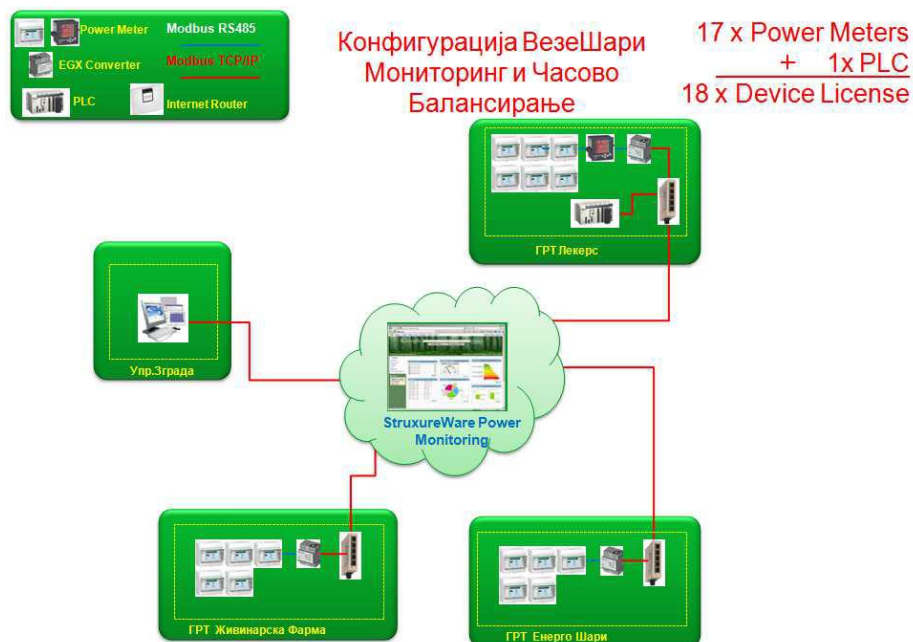 Power Meter
Modbus RS485
EGX Converter
Modbus TCP/IP
PLC
Internet Router
Конфигурација ВезеШари
Мониторинг и Часово
Балансирање
17 x Power Meters
+ 1x PLC
18 x Device License
ГРТ Лекерс
Упр.Зграда
StruxureWare Power
Monitoring
ГРТ Живинарска Фарма
ГРТ Енерго Шари